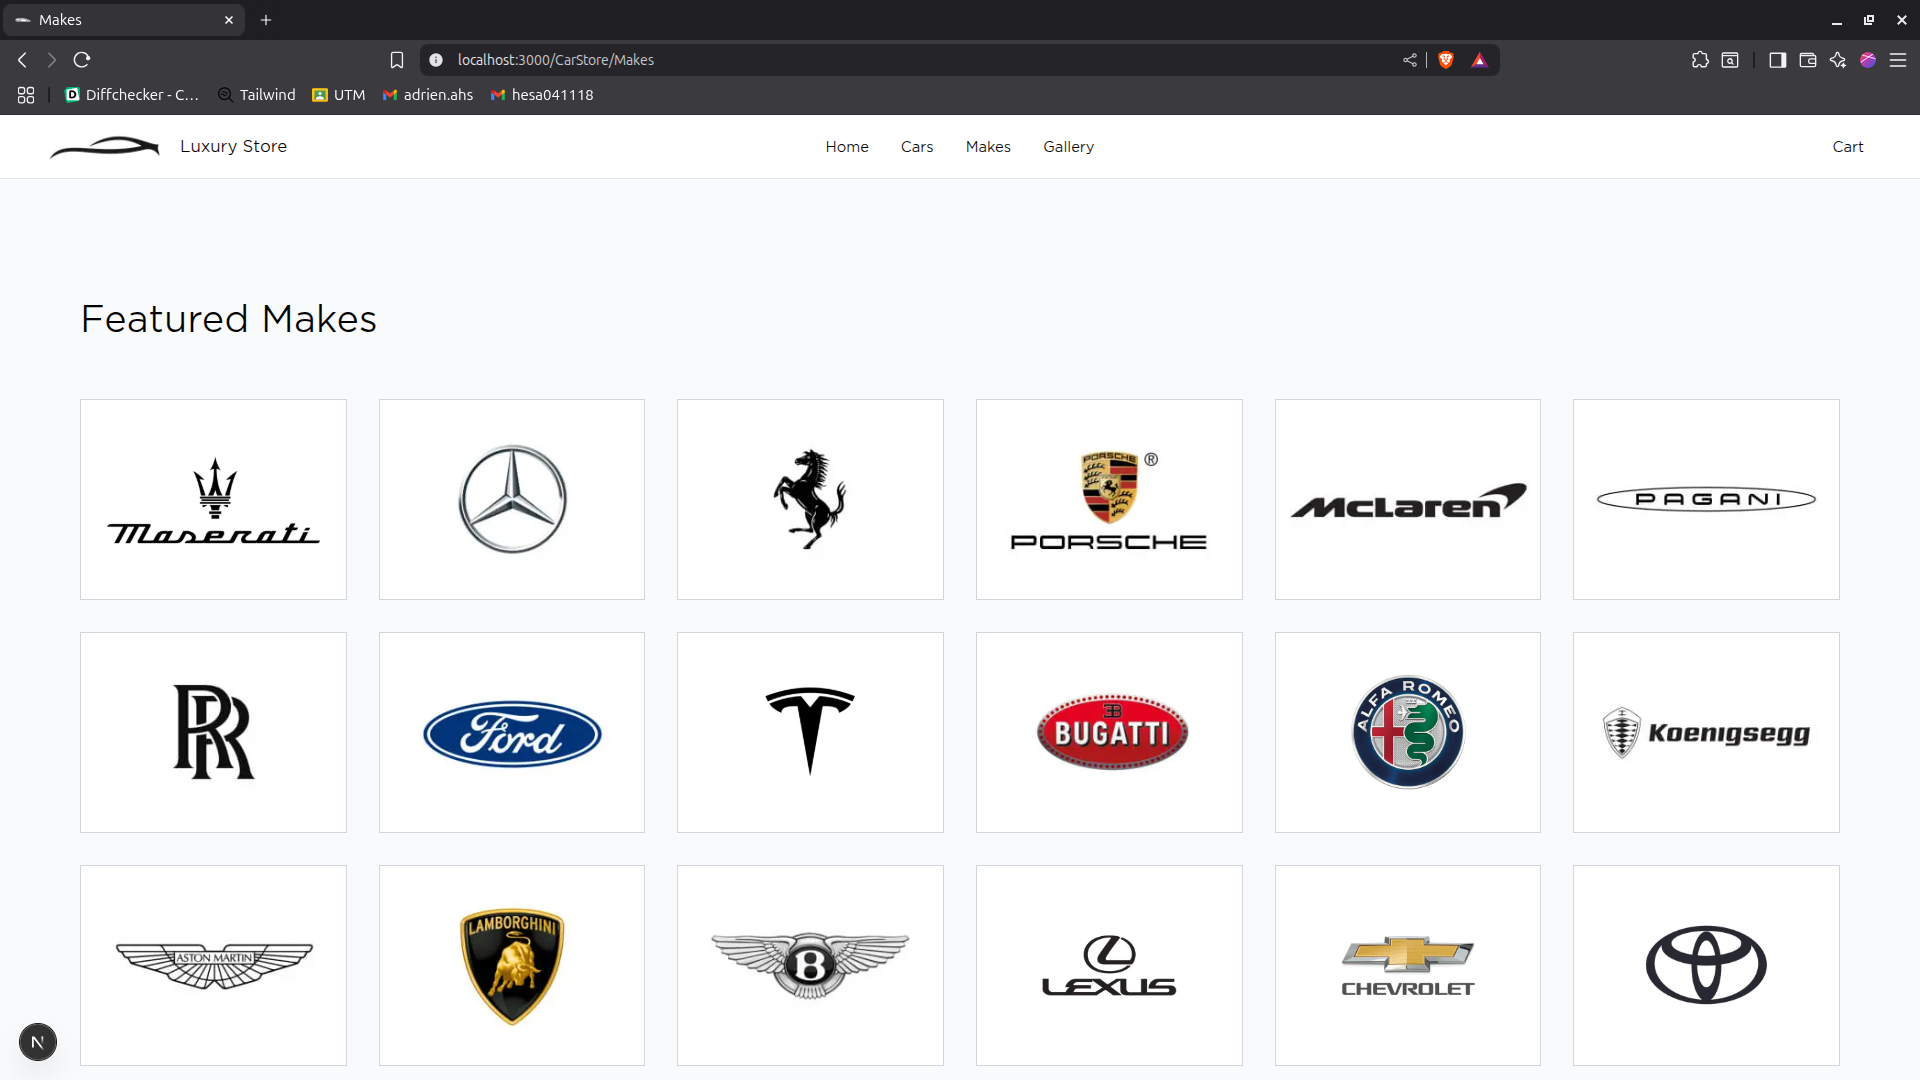 Makes
localhost:3000/CarStore/Makes
Diffchecker - C... Tailwind UTM adrien.ahs hesa041118
Luxury Store Home Cars Makes Gallery Cart
Featured Makes
Maserati
PORSCHE ®
PORSCHE
McLaren
PAGANI
RR
Ford
EB
BUGATTI
ALFA ROMEO
Koenigsegg
ASTON MARTIN
LAMBORGHINI
B
LEXUS
CHEVROLET
N